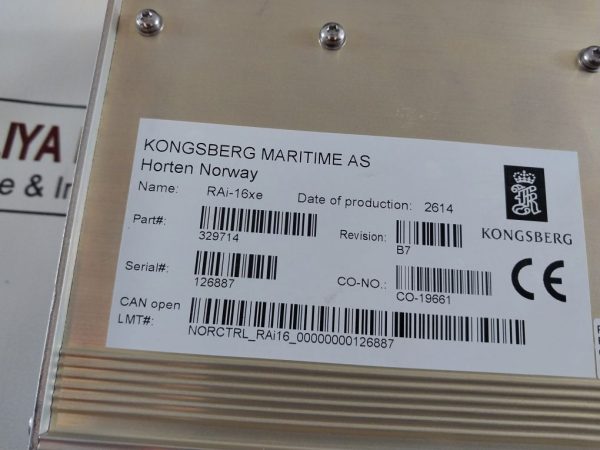 KONGSBERG MARITIME AS
Horten Norway
Name: RAi-16xe Date of production: 2614
Part#: 329714 Revision: B7
KONGSBERG
Serial#: 126887 CO-NO.: CO-19661
CE
CAN open
LMT#: NORCTRL_RAi16_00000000126887
LIYA
e & In